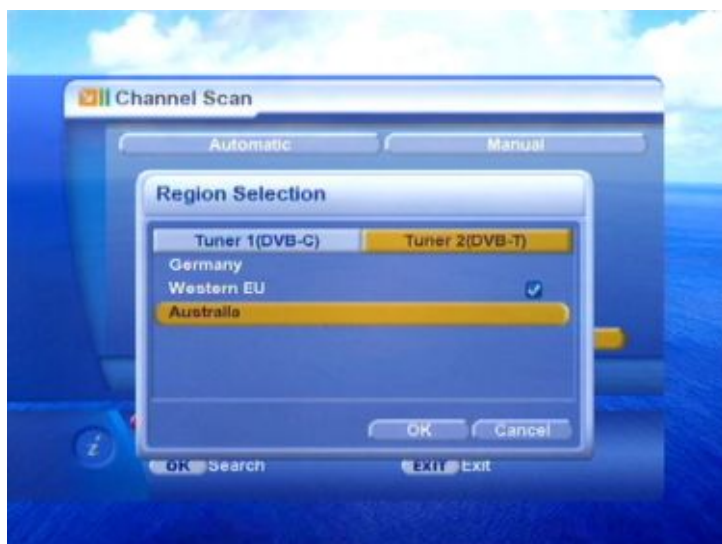 Channel Scan
Automatic Manual
Region Selection
Tuner 1(DVB-C) Tuner 2(DVB-T)
Germany
Western EU
Australia
OK Cancel
i
OK Search EXIT Exit